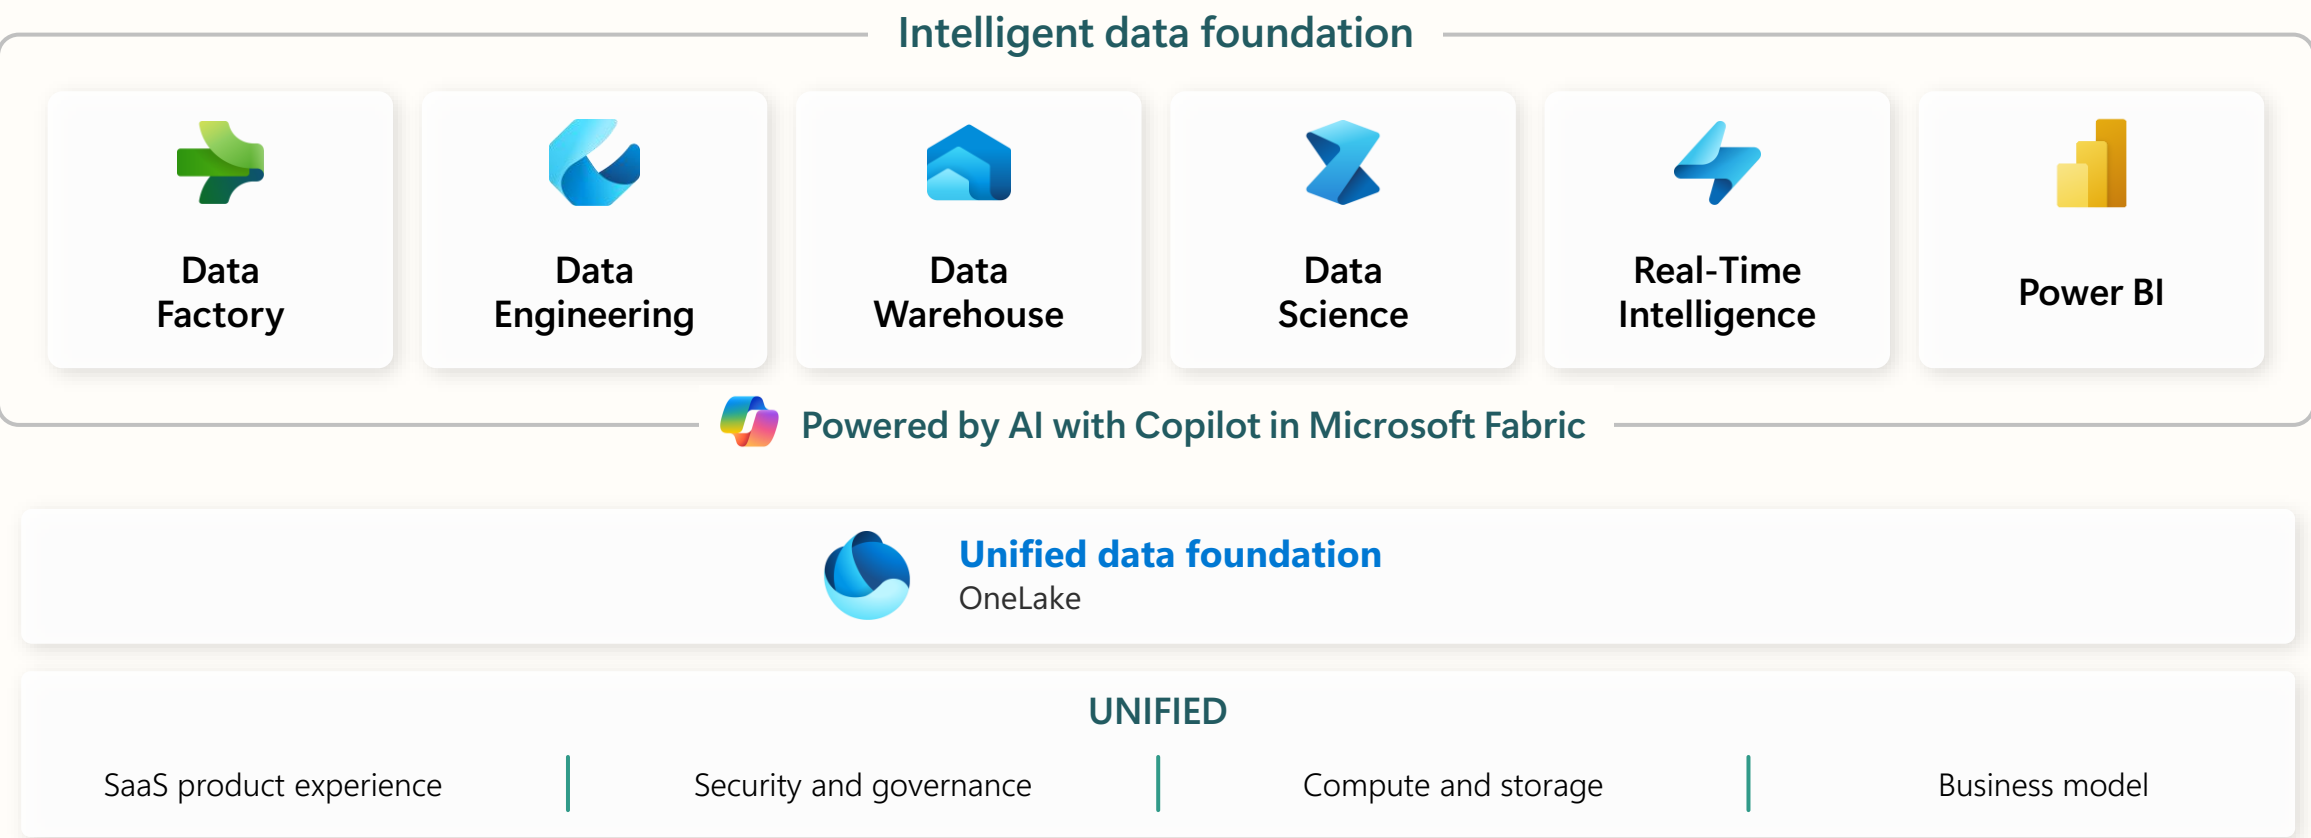 Intelligent data foundation
Data
Factory
Data
Engineering
Data
Warehouse
Data
Science
Real-Time
Intelligence
Power BI
Powered by AI with Copilot in Microsoft Fabric
Unified data foundation
OneLake
UNIFIED
SaaS product experience
Security and governance
Compute and storage
Business model